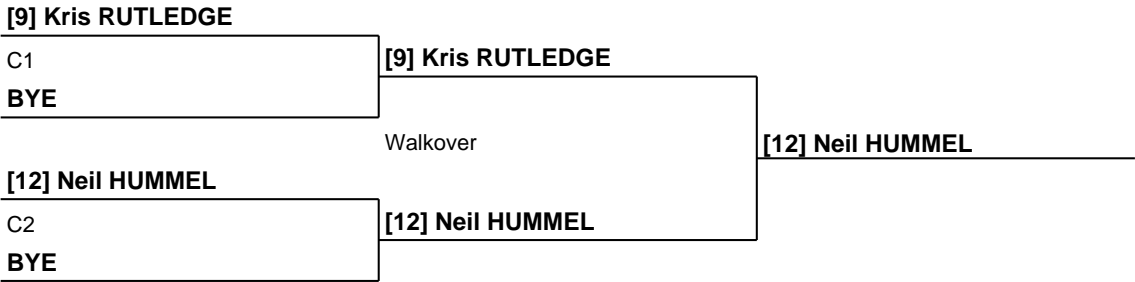 [9] Kris RUTLEDGE
C1
[9] Kris RUTLEDGE
BYE
Walkover
[12] Neil HUMMEL
[12] Neil HUMMEL
C2
[12] Neil HUMMEL
BYE